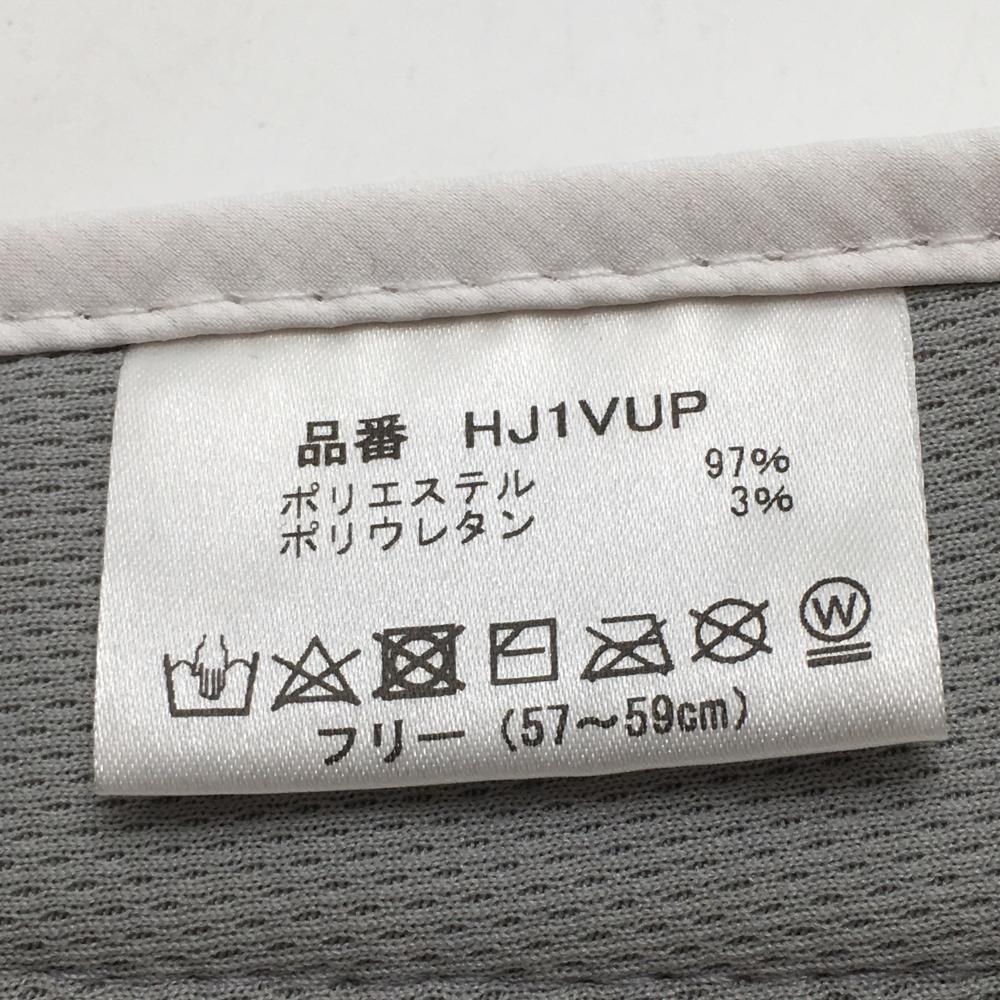 品番 HJ1VUP
ポリエステル 97%
ポリウレタン 3%
W
フリー (57〜59cm)